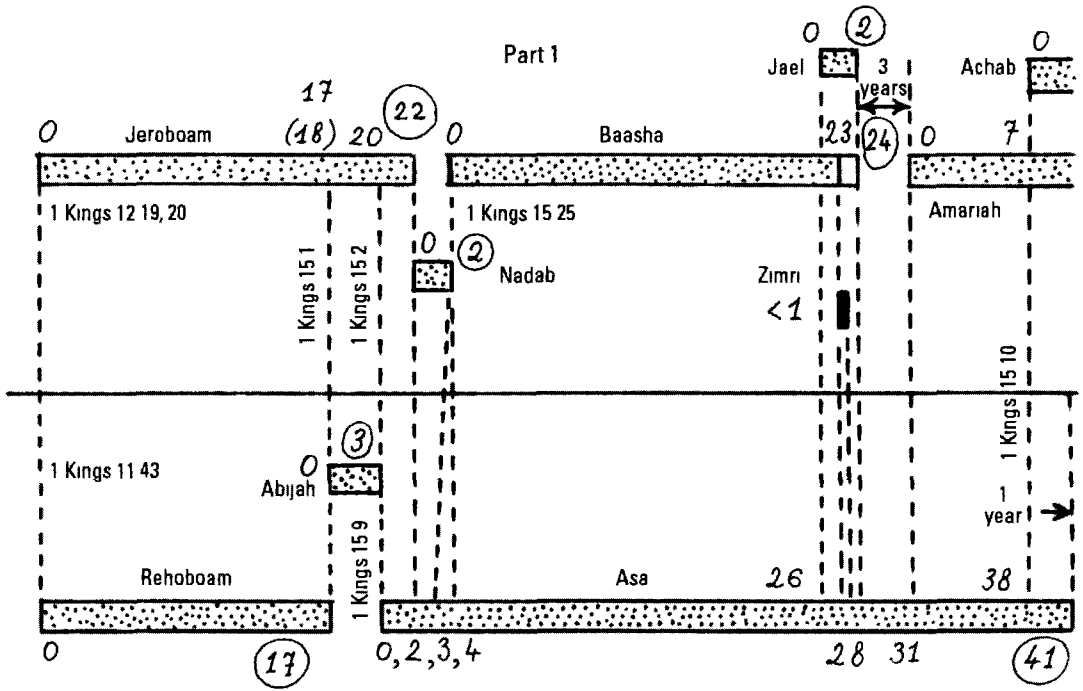 Part 1
0 2
Jael 3 years Achab 0
17
0 Jeroboam (18) 20 22 0 Baasha 23 24 0 7
1 Kings 12 19, 20
1 Kings 15 25
Amariah
1 Kings 15 1
1 Kings 15 2
0 2
Nadab
Zimri
<1
1 Kings 15 10
1 Kings 11 43
3
0
Abijah
1 year
1 Kings 15 9
Rehoboam
Asa
26
38
0 17 0, 2, 3, 4 28 31 41